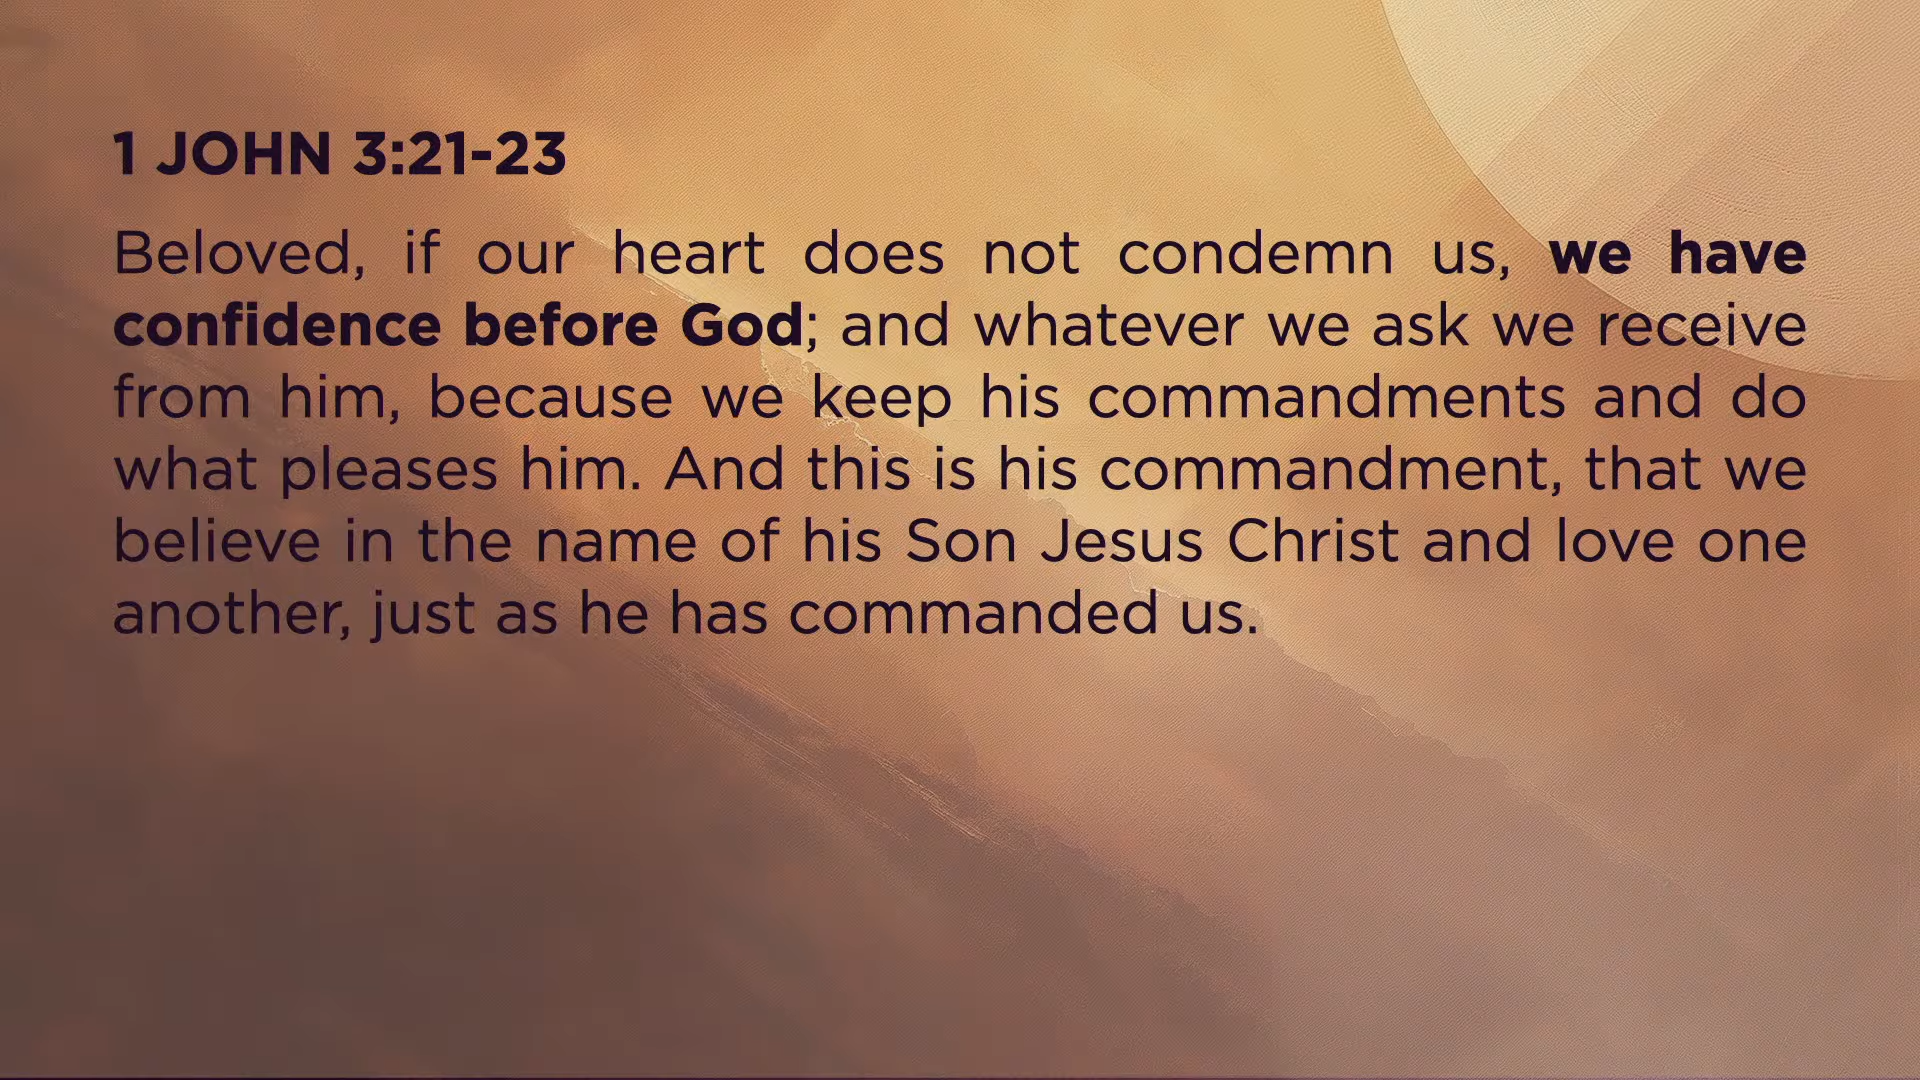 1 JOHN 3:21-23
Beloved, if our heart does not condemn us, we have
confidence before God; and whatever we ask we receive
from him, because we keep his commandments and do
what pleases him. And this is his commandment, that we
believe in the name of his Son Jesus Christ and love one
another, just as he has commanded us.